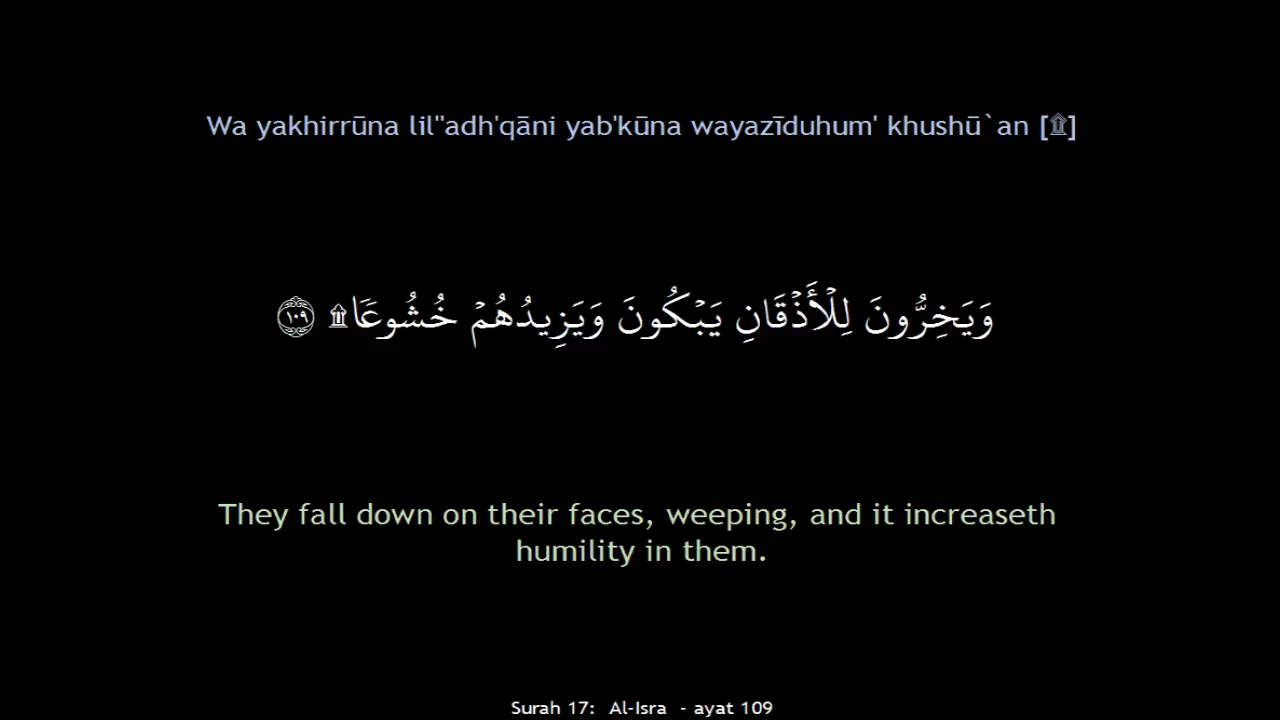 Wa yakhirrūna lil"adh'qāni yab'kūna wayazīduhum' khushū`an [۩]
وَيَخِرُّونَ لِلْأَذْقَانِ يَبْكُونَ وَيَزِيدُهُمْ خُشُوعًا ۩ ١٠٩
They fall down on their faces, weeping, and it increaseth
humility in them.
Surah 17: Al-Isra - ayat 109